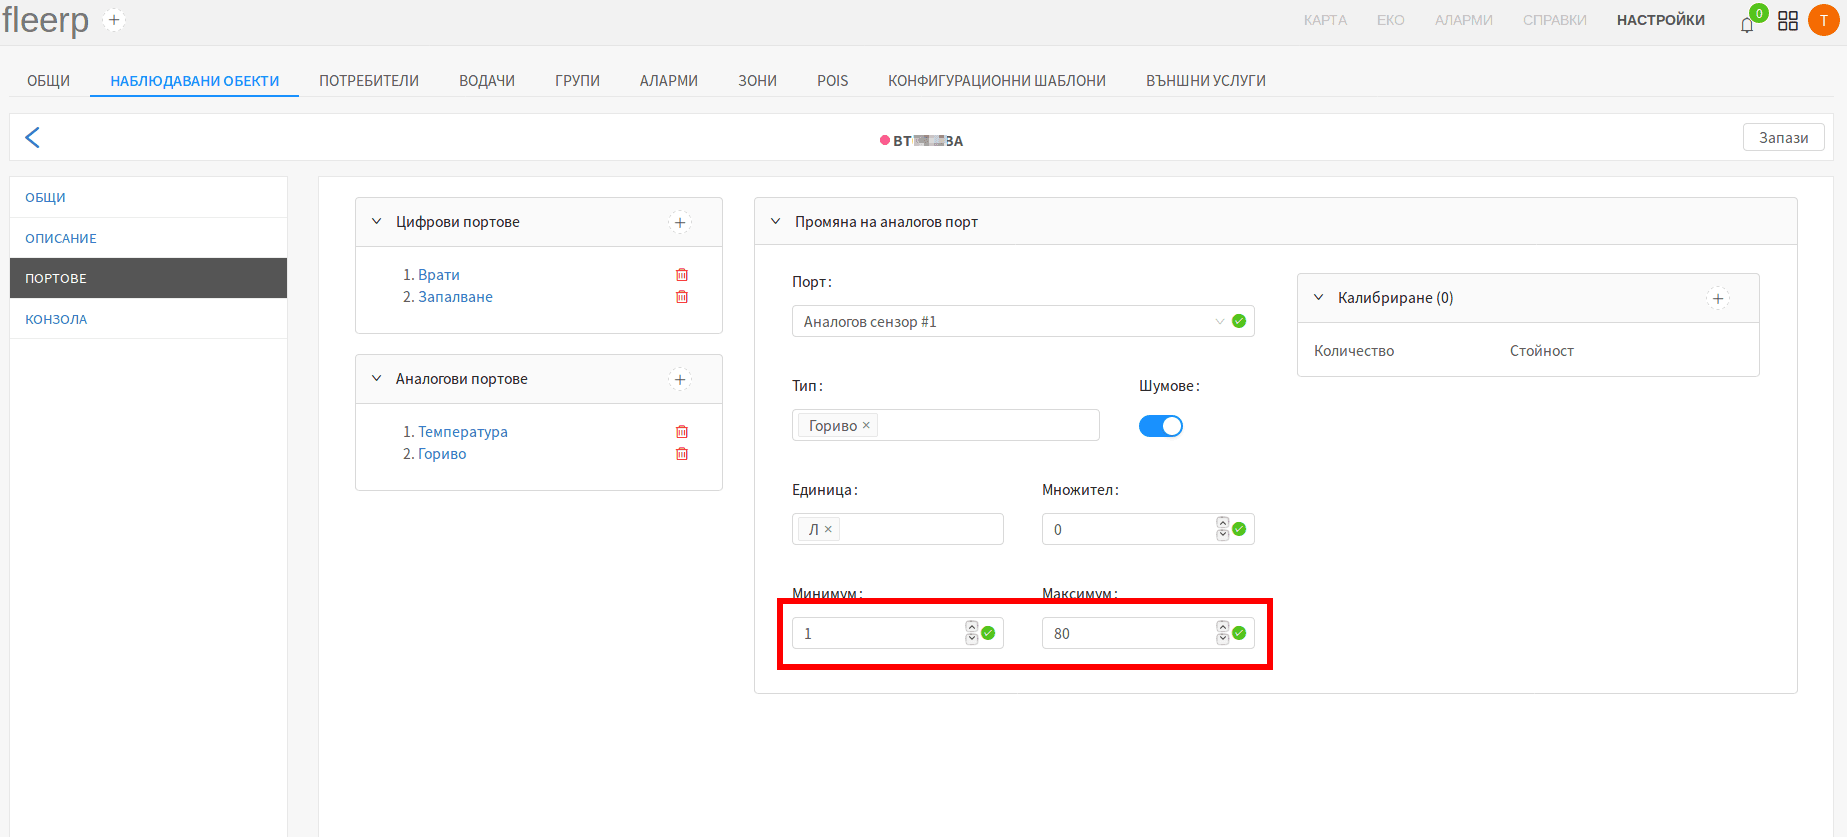 fleerp
КАРТА ЕКО АЛАРМИ СПРАВКИ НАСТРОЙКИ 0 T
ОБЩИ НАБЛЮДАВАНИ ОБЕКТИ ПОТРЕБИТЕЛИ ВОДАЧИ ГРУПИ АЛАРМИ ЗОНИ POIS КОНФИГУРАЦИОННИ ШАБЛОНИ ВЪНШНИ УСЛУГИ
Запази
ОБЩИ
ОПИСАНИЕ
ПОРТОВЕ
КОНЗОЛА
Цифрови портове
1. Врати
2. Запалване
Аналогови портове
1. Температура
2. Гориво
Промяна на аналогов порт
Порт:
Аналогов сензор #1
Тип: Шумове:
Гориво ×
Единица: Множител:
Л × 0
Минимум: Максимум:
1 80
Калибриране (0)
Количество Стойност